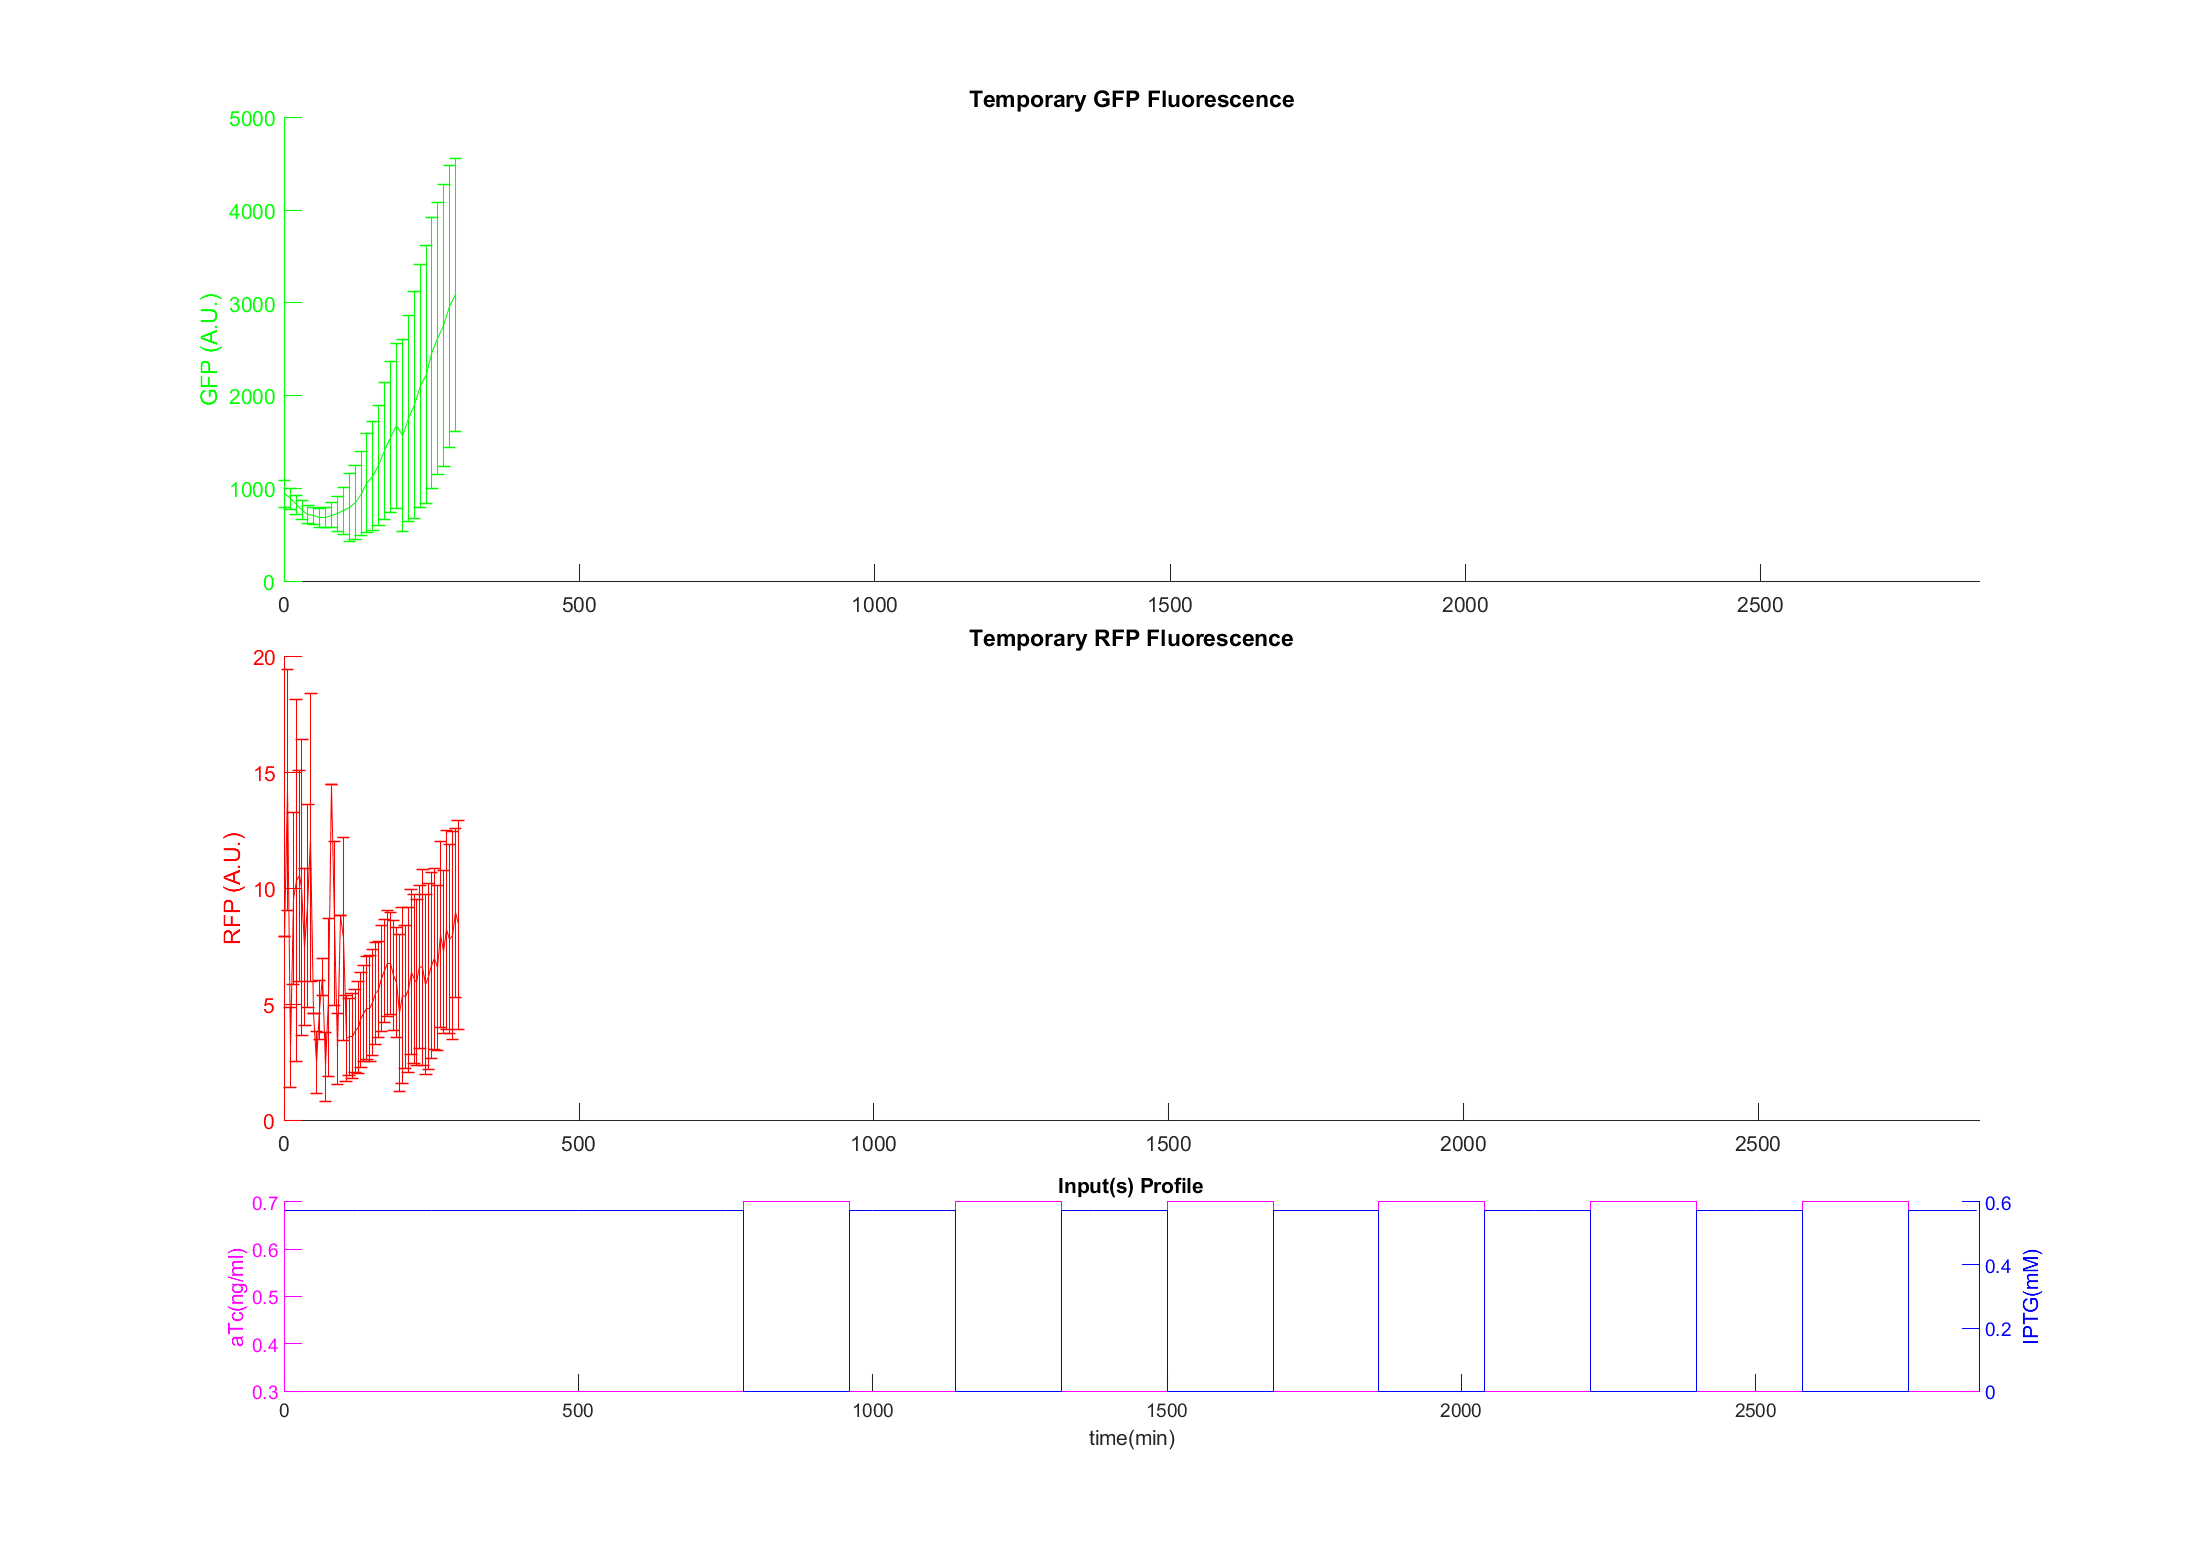 Temporary GFP Fluorescence
5000
4000
3000
2000
1000
0
GFP (A.U.)
0 500 1000 1500 2000 2500
Temporary RFP Fluorescence
20
15
10
5
0
RFP (A.U.)
0 500 1000 1500 2000 2500
Input(s) Profile
0.7
0.6
0.5
0.4
0.3
aTc(ng/ml)
0.6
0.4
0.2
0
IPTG(mM)
0 500 1000 1500 2000 2500
time(min)